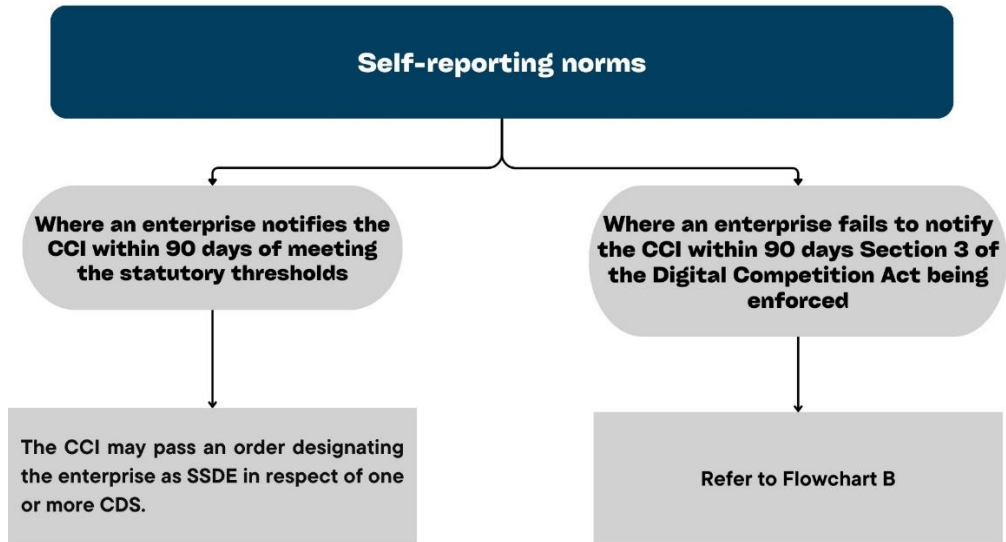 Self-reporting norms
Where an enterprise notifies the
CCI within 90 days of meeting
the statutory thresholds
Where an enterprise fails to notify
the CCI within 90 days Section 3 of
the Digital Competition Act being
enforced
The CCI may pass an order designating
the enterprise as SSDE in respect of one
or more CDS.
Refer to Flowchart B